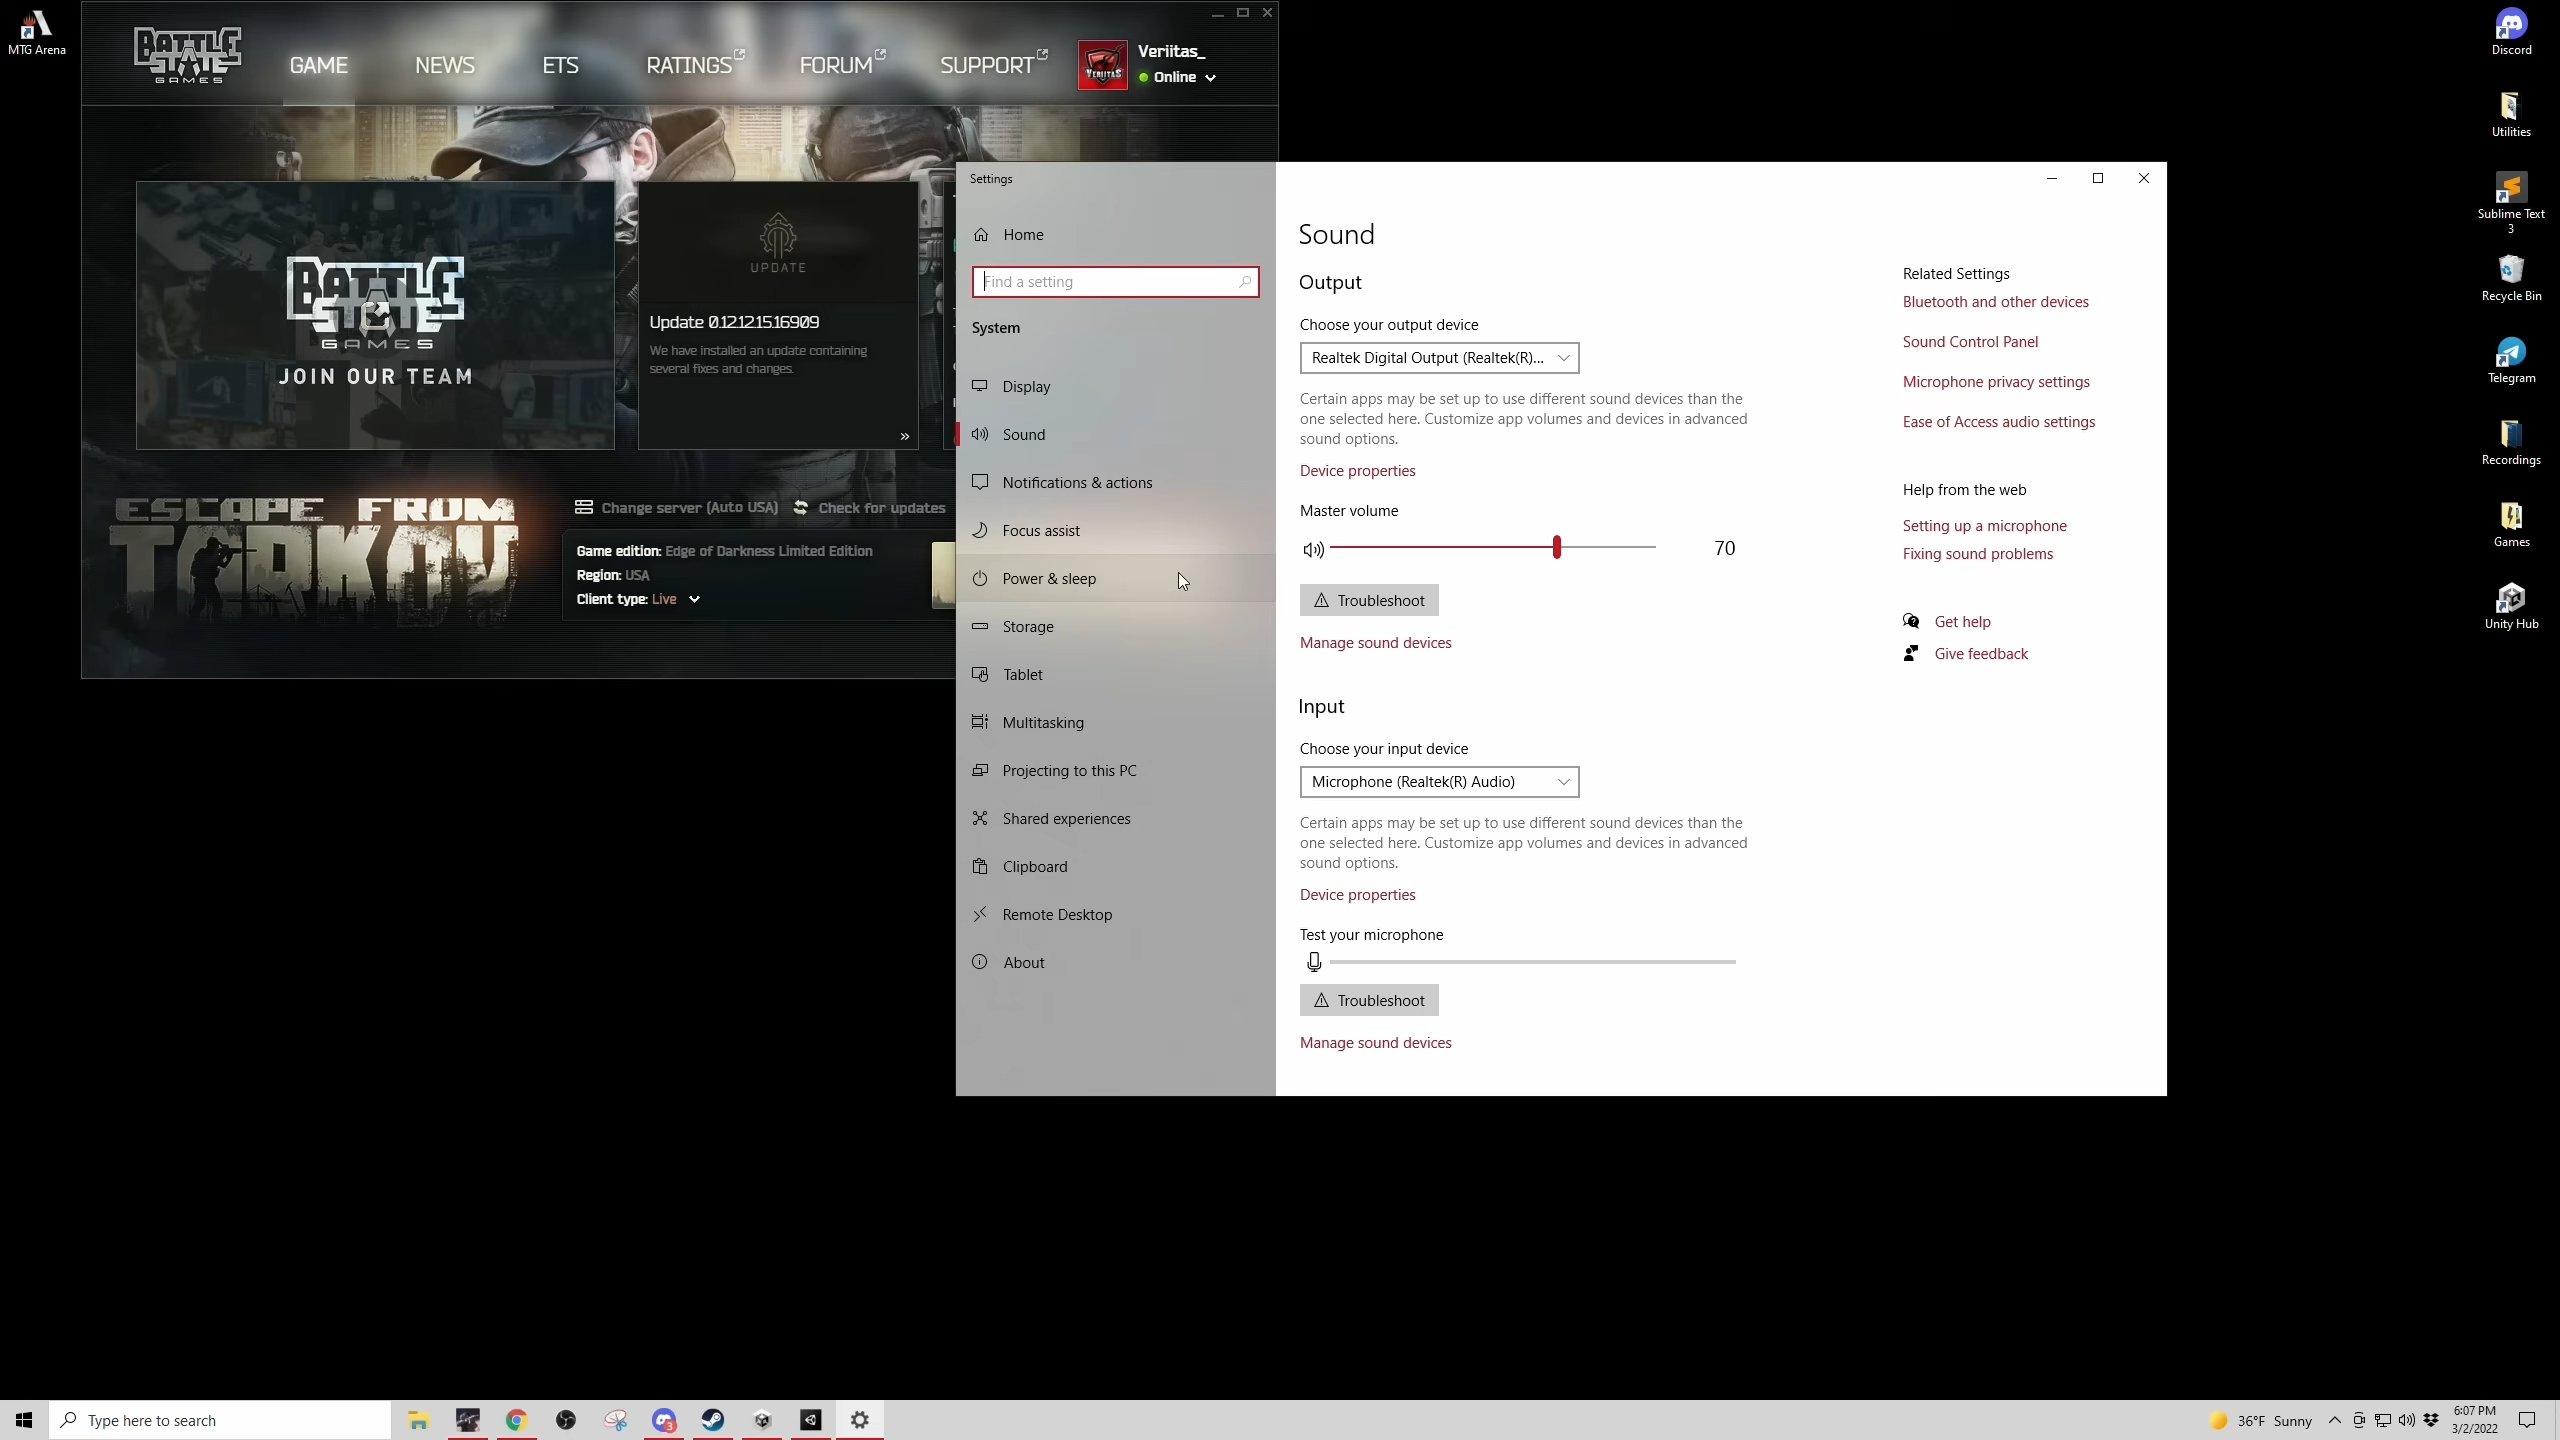 MTG Arena
BATTLE
STATE
GAMES
GAME
NEWS
ETS
RATINGS
FORUM
SUPPORT
VERIITAS
Veriitas_
Online
BATTLE
STATE
GAMES
JOIN OUR TEAM
UPDATE
Update 0.12.12.15.16909
We have installed an update containing
several fixes and changes.
»
ESCAPE FROM
TARKOV
Change server (Auto USA)
Check for updates
Game edition: Edge of Darkness Limited Edition
Region: USA
Client type: Live
Settings
Home
Find a setting
System
Display
Sound
Notifications & actions
Focus assist
Power & sleep
Storage
Tablet
Multitasking
Projecting to this PC
Shared experiences
Clipboard
Remote Desktop
About
Sound
Output
Choose your output device
Realtek Digital Output (Realtek(R)...
Certain apps may be set up to use different sound devices than the
one selected here. Customize app volumes and devices in advanced
sound options.
Device properties
Master volume
70
Troubleshoot
Manage sound devices
Input
Choose your input device
Microphone (Realtek(R) Audio)
Certain apps may be set up to use different sound devices than the
one selected here. Customize app volumes and devices in advanced
sound options.
Device properties
Test your microphone
Troubleshoot
Manage sound devices
Related Settings
Bluetooth and other devices
Sound Control Panel
Microphone privacy settings
Ease of Access audio settings
Help from the web
Setting up a microphone
Fixing sound problems
Get help
Give feedback
Discord
Utilities
Sublime Text
3
Recycle Bin
Telegram
Recordings
Games
Unity Hub
Type here to search
3
36°F Sunny
6:07 PM
3/2/2022